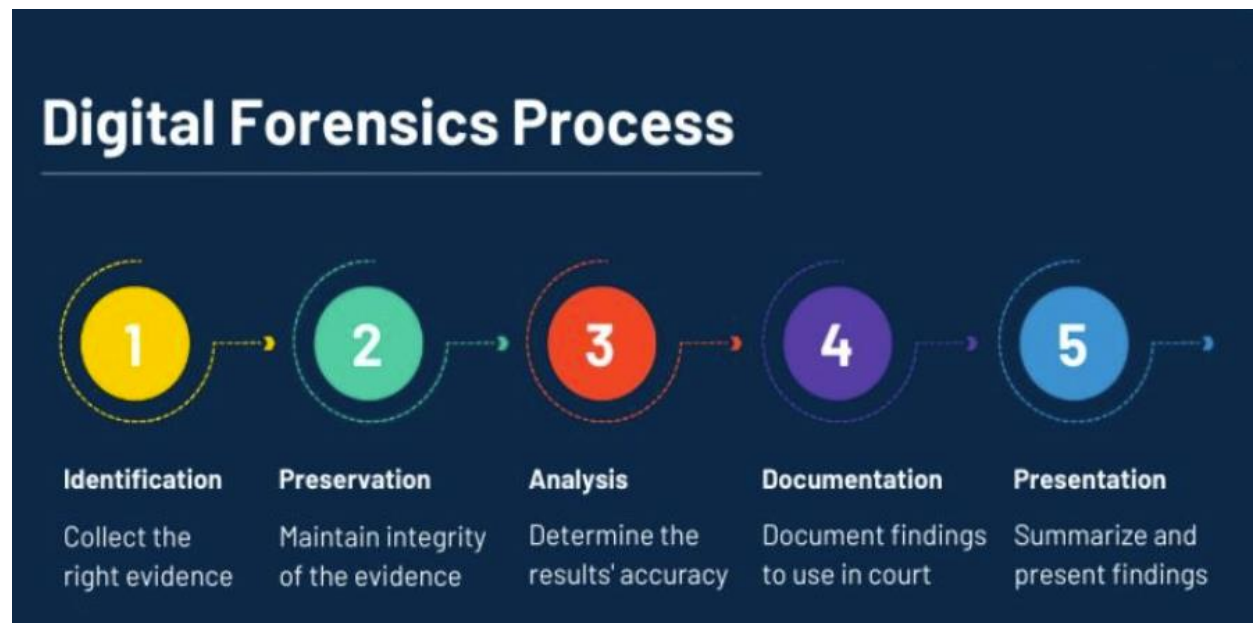 Digital Forensics Process
1
2
3
4
5
Identification
Collect the
right evidence
Preservation
Maintain integrity
of the evidence
Analysis
Determine the
results' accuracy
Documentation
Document findings
to use in court
Presentation
Summarize and
present findings